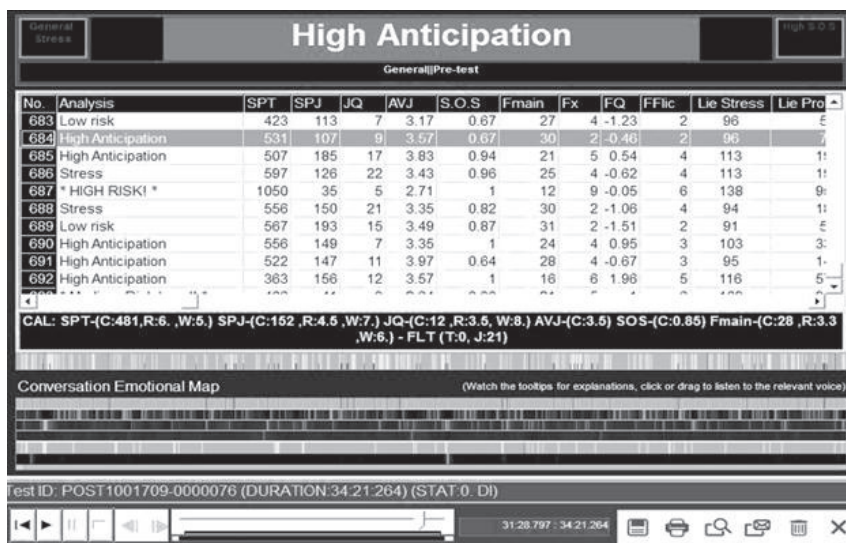 General
Stress
High Anticipation
High S.O.S
General||Pre-test
No. Analysis SPT SPJ JQ AVJ S.O.S Fmain Fx FQ FFlic Lie Stress Lie Pro
683 Low risk 423 113 7 3.17 0.67 27 4 -1.23 2 96
684 High Anticipation 531 107 9 3.57 0.67 30 2 -0.46 2 96
685 High Anticipation 507 185 17 3.83 0.94 21 5 0.54 4 113
686 Stress 597 126 22 3.43 0.96 25 4 -0.62 4 113
687 * HIGH RISK! * 1050 35 5 2.71 1 12 9 -0.05 6 138
688 Stress 556 150 21 3.35 0.82 30 2 -1.06 4 94
689 Low risk 567 193 15 3.49 0.87 31 2 -1.51 2 91
690 High Anticipation 556 149 7 3.35 1 24 4 0.95 3 103
691 High Anticipation 522 147 11 3.97 0.64 28 4 -0.67 3 95
692 High Anticipation 363 156 12 3.57 1 16 6 1.96 5 116
CAL: SPT-(C:481,R:6. ,W:5.) SPJ-(C:152 ,R:4.5 ,W:7.) JQ-(C:12 ,R:3.5, W:8.) AVJ-(C:3.5) SOS-(C:0.85) Fmain-(C:28 ,R:3.3
,W:6.) - FLT (T:0, J:21)
Conversation Emotional Map (Watch the tooltips for explanations, click or drag to listen to the relevant voice)
Test ID: POST1001709-0000076 (DURATION:34:21:264) (STAT:0. DI)
31:28.797 : 34:21.264